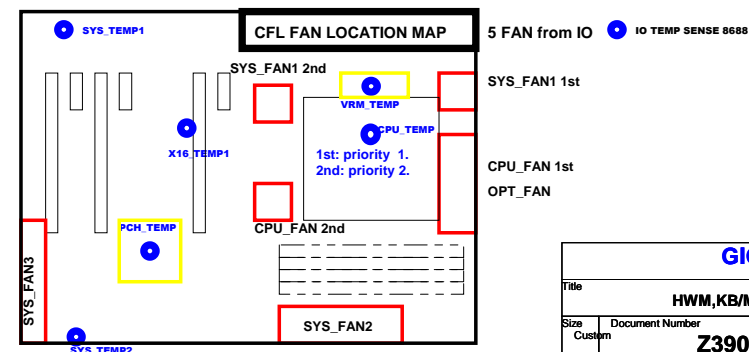 SYS_TEMP1
CFL FAN LOCATION MAP
5 FAN from IO
IO TEMP SENSE 8688
SYS_FAN1 2nd
SYS_FAN1 1st
VRM_TEMP
CPU_TEMP
X16_TEMP1
1st: priority 1.
2nd: priority 2.
CPU_FAN 1st
OPT_FAN
PCH_TEMP
CPU_FAN 2nd
SYS_FAN3
SYS_FAN2
SYS_TEMP2
GIG
Title
HWM,KB/M
Size
Custom
Document Number
Z390